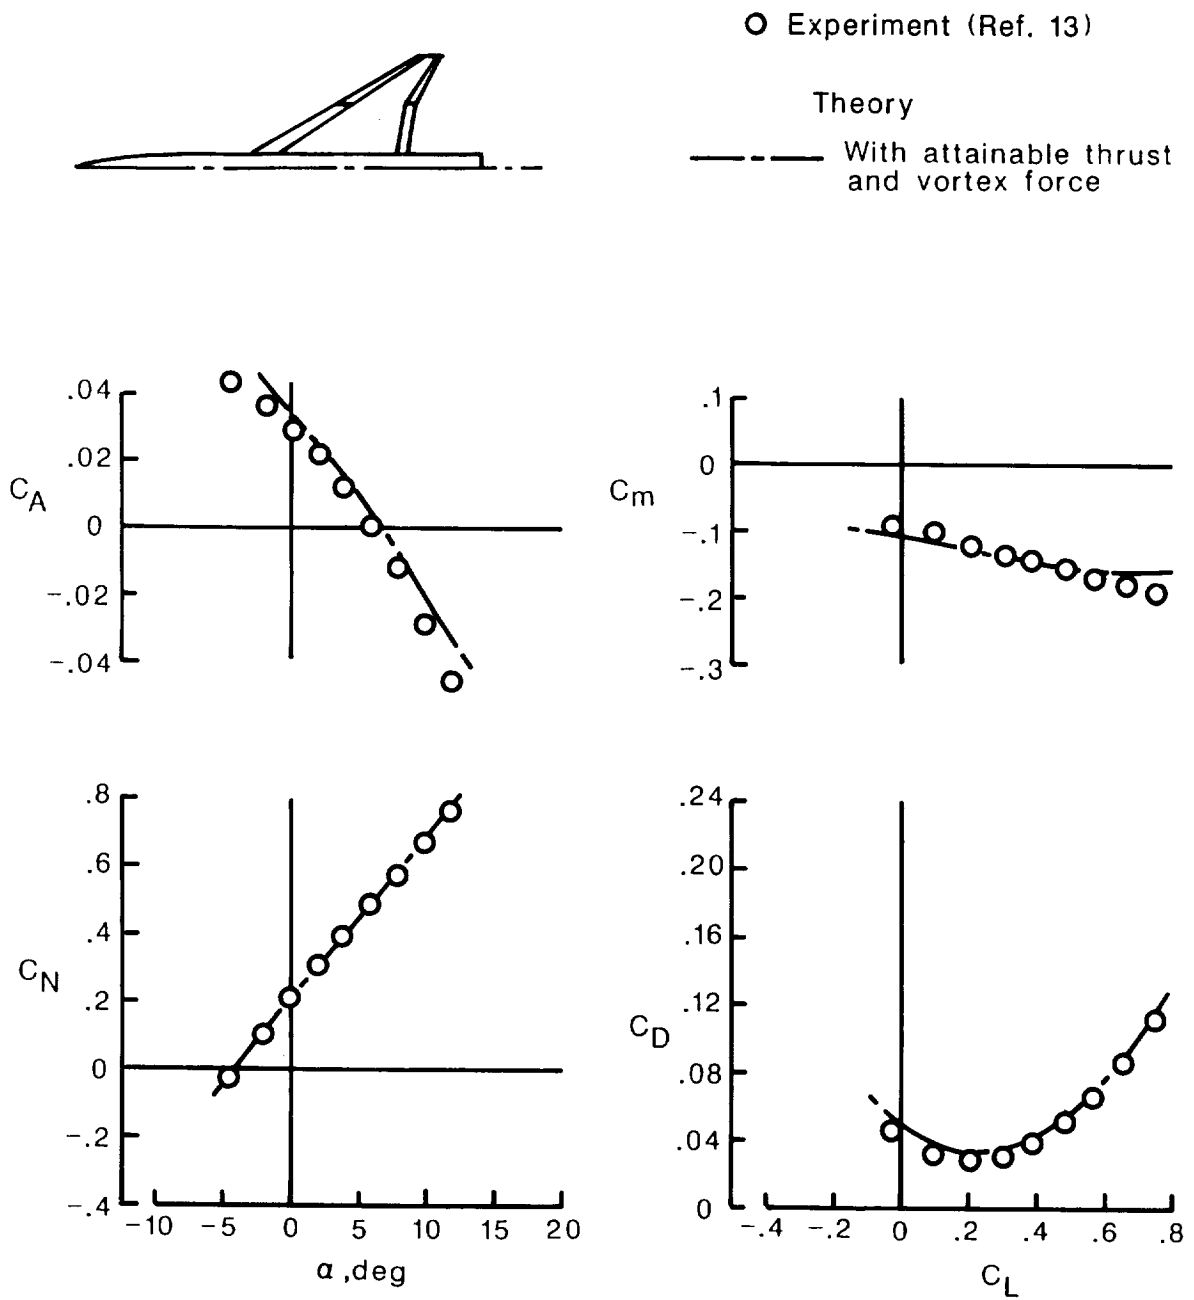 Experiment (Ref. 13)
Theory
With attainable thrust
and vortex force
.04
.02
0
-.02
-.04
C_A
.1
0
-.1
-.2
-.3
C_m
.8
.6
.4
.2
0
-.2
-.4
C_N
-10 -5 0 5 10 15 20
α,deg
.24
.20
.16
.12
.08
.04
0
C_D
-.4 -.2 0 .2 .4 .6 .8
C_L